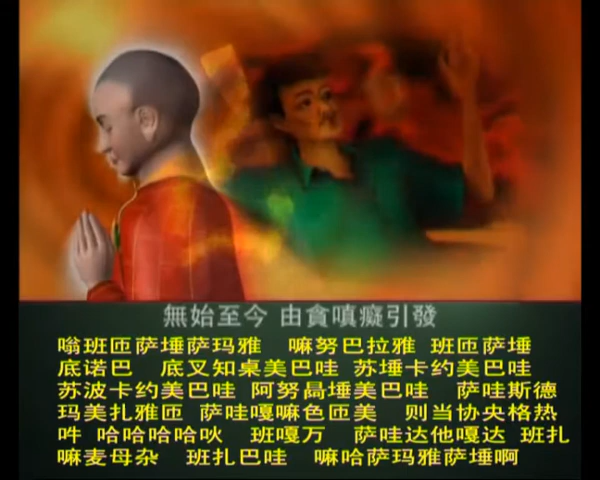 無始至今 由貪嗔癡引發
嗡班匝萨埵萨玛雅 嘛努巴拉雅 班匝萨埵
底诺巴 底叉知桌美巴哇 苏埵卡约美巴哇
苏波卡约美巴哇 阿努曷埵美巴哇 萨哇斯德
玛美扎雅匝 萨哇嘎嘛色匝美 则当协央格热
吽 哈哈哈哈吙 班嘎万 萨哇达他嘎达 班扎
嘛麦母杂 班扎巴哇 嘛哈萨玛雅萨埵啊